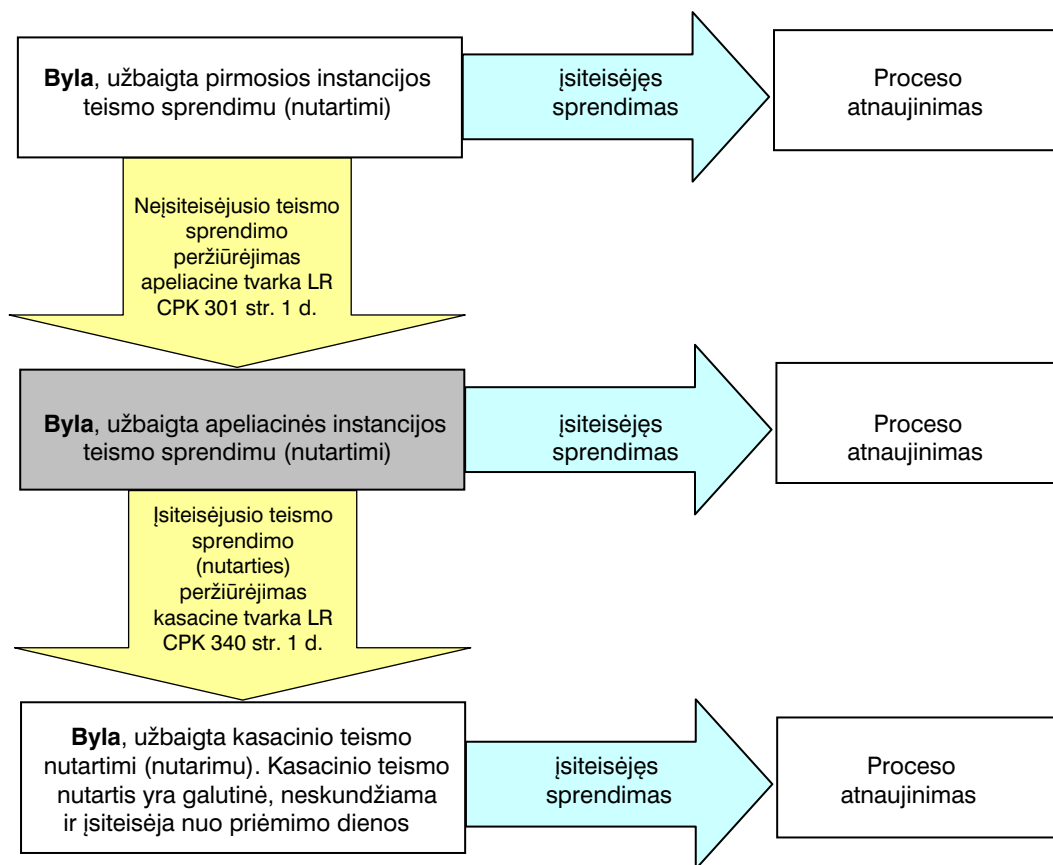 Byla, užbaigta pirmosios instancijos
teismo sprendimu (nutartimi)
įsiteisėjęs
sprendimas
Proceso
atnaujinimas
Neįsiteisėjusio teismo
sprendimo
peržiūrėjimas
apeliacine tvarka LR
CPK 301 str. 1 d.
Byla, užbaigta apeliacinės instancijos
teismo sprendimu (nutartimi)
įsiteisėjęs
sprendimas
Proceso
atnaujinimas
Įsiteisėjusio teismo
sprendimo
(nutarties)
peržiūrėjimas
kasacine tvarka LR
CPK 340 str. 1 d.
Byla, užbaigta kasacinio teismo
nutartimi (nutarimu). Kasacinio teismo
nutartis yra galutinė, neskundžiama
ir įsiteisėja nuo priėmimo dienos
įsiteisėjęs
sprendimas
Proceso
atnaujinimas